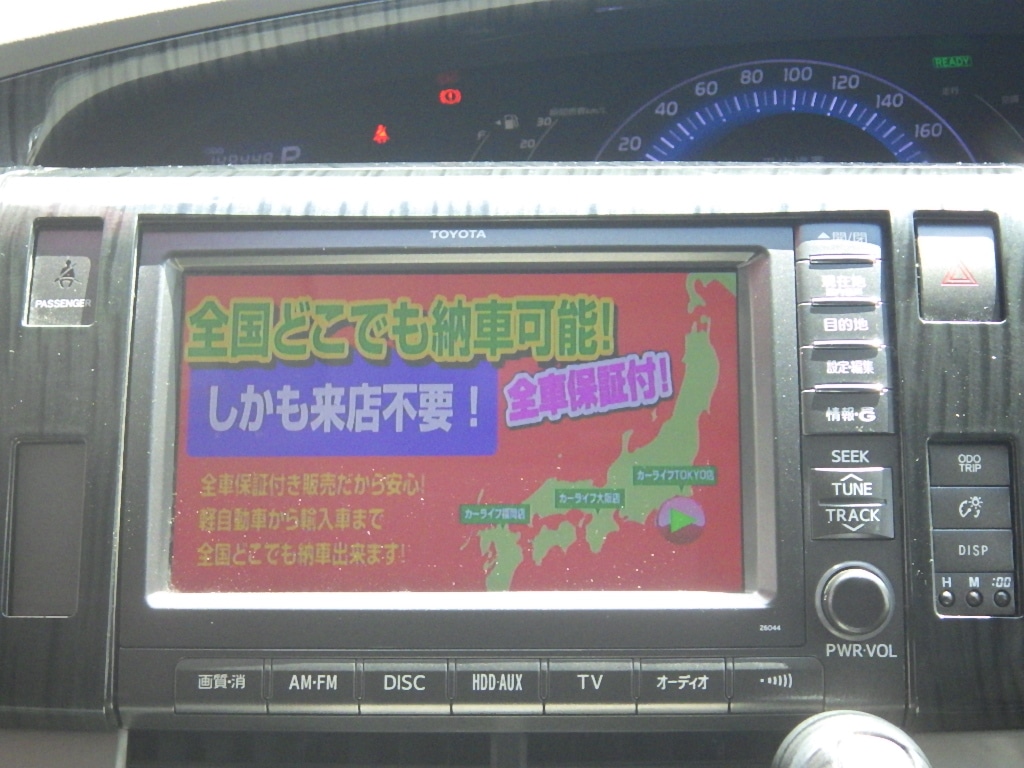 READY
20 40 60 80 100 120 140 160
F 30
20
P
TOYOTA
PASSENGER
全国どこでも納車可能!
しかも来店不要!
全車保証付!
全車保証付き販売だから安心!
軽自動車から輸入車まで
全国どこでも納車出来ます!
カーライフTOKYO店
カーライフ大阪店
カーライフ福岡店
▲開/閉
現在地
目的地
設定・編集
情報・G
SEEK
TUNE
TRACK
PWR・VOL
26044
ODO
TRIP
DISP
H M :00
画質・消
AM・FM
DISC
HDD・AUX
TV
オーディオ